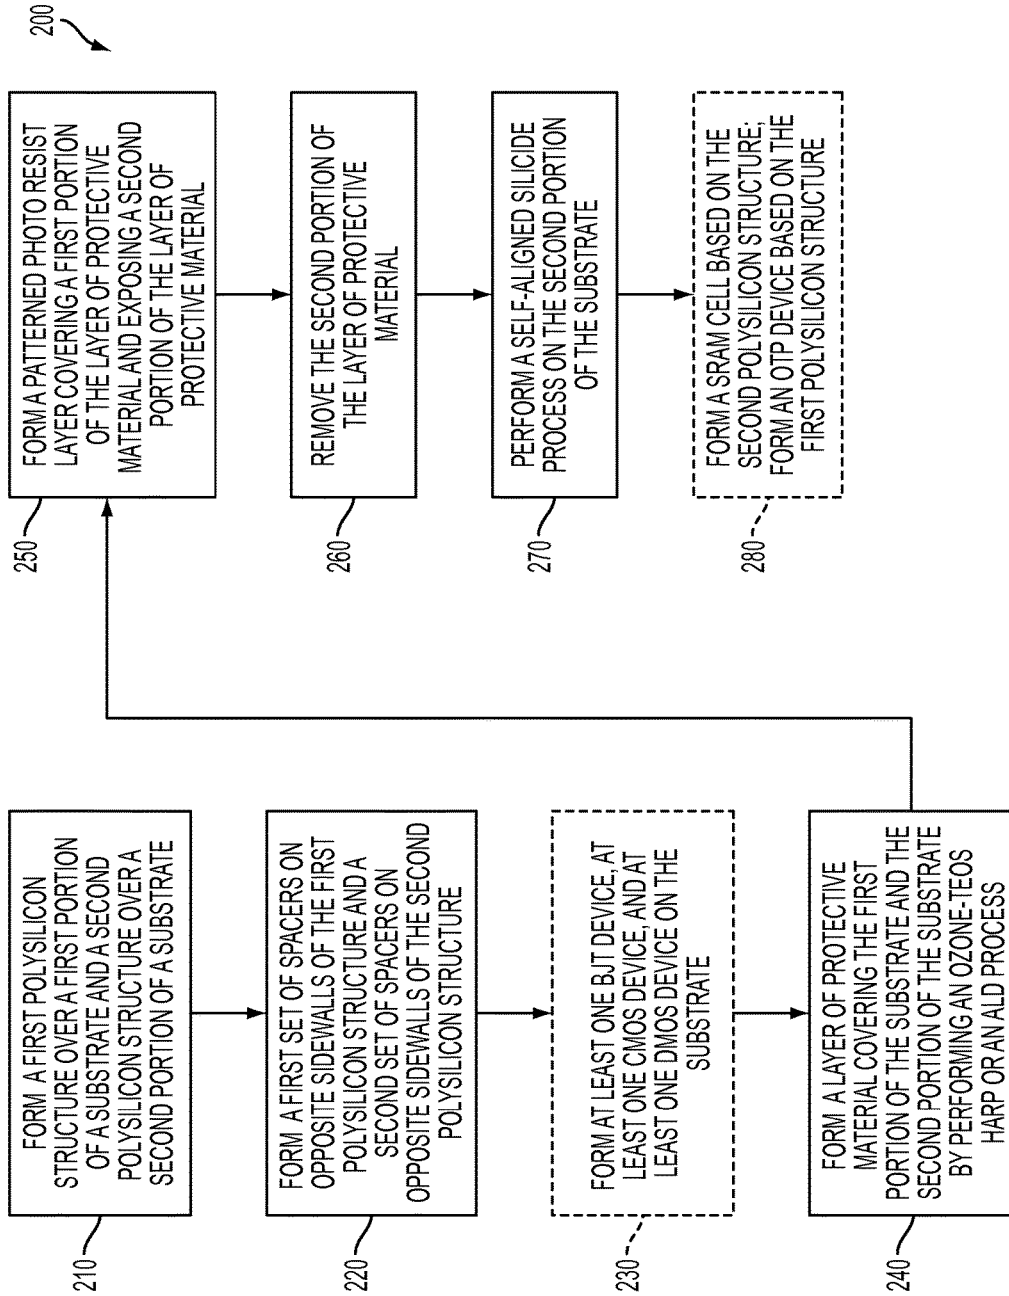 200
210
FORM A FIRST POLYSILICON
STRUCTURE OVER A FIRST PORTION
OF A SUBSTRATE AND A SECOND
POLYSILICON STRUCTURE OVER A
SECOND PORTION OF A SUBSTRATE
220
FORM A FIRST SET OF SPACERS ON
OPPOSITE SIDEWALLS OF THE FIRST
POLYSILICON STRUCTURE AND A
SECOND SET OF SPACERS ON
OPPOSITE SIDEWALLS OF THE SECOND
POLYSILICON STRUCTURE
230
FORM AT LEAST ONE BJT DEVICE, AT
LEAST ONE CMOS DEVICE, AND AT
LEAST ONE DMOS DEVICE ON THE
SUBSTRATE
240
FORM A LAYER OF PROTECTIVE
MATERIAL COVERING THE FIRST
PORTION OF THE SUBSTRATE AND THE
SECOND PORTION OF THE SUBSTRATE
BY PERFORMING AN OZONE-TEOS
HARP OR AN ALD PROCESS
250
FORM A PATTERNED PHOTO RESIST
LAYER COVERING A FIRST PORTION
OF THE LAYER OF PROTECTIVE
MATERIAL AND EXPOSING A SECOND
PORTION OF THE LAYER OF
PROTECTIVE MATERIAL
260
REMOVE THE SECOND PORTION OF
THE LAYER OF PROTECTIVE
MATERIAL
270
PERFORM A SELF-ALIGNED SILICIDE
PROCESS ON THE SECOND PORTION
OF THE SUBSTRATE
280
FORM A SRAM CELL BASED ON THE
SECOND POLYSILICON STRUCTURE;
FORM AN OTP DEVICE BASED ON THE
FIRST POLYSILICON STRUCTURE